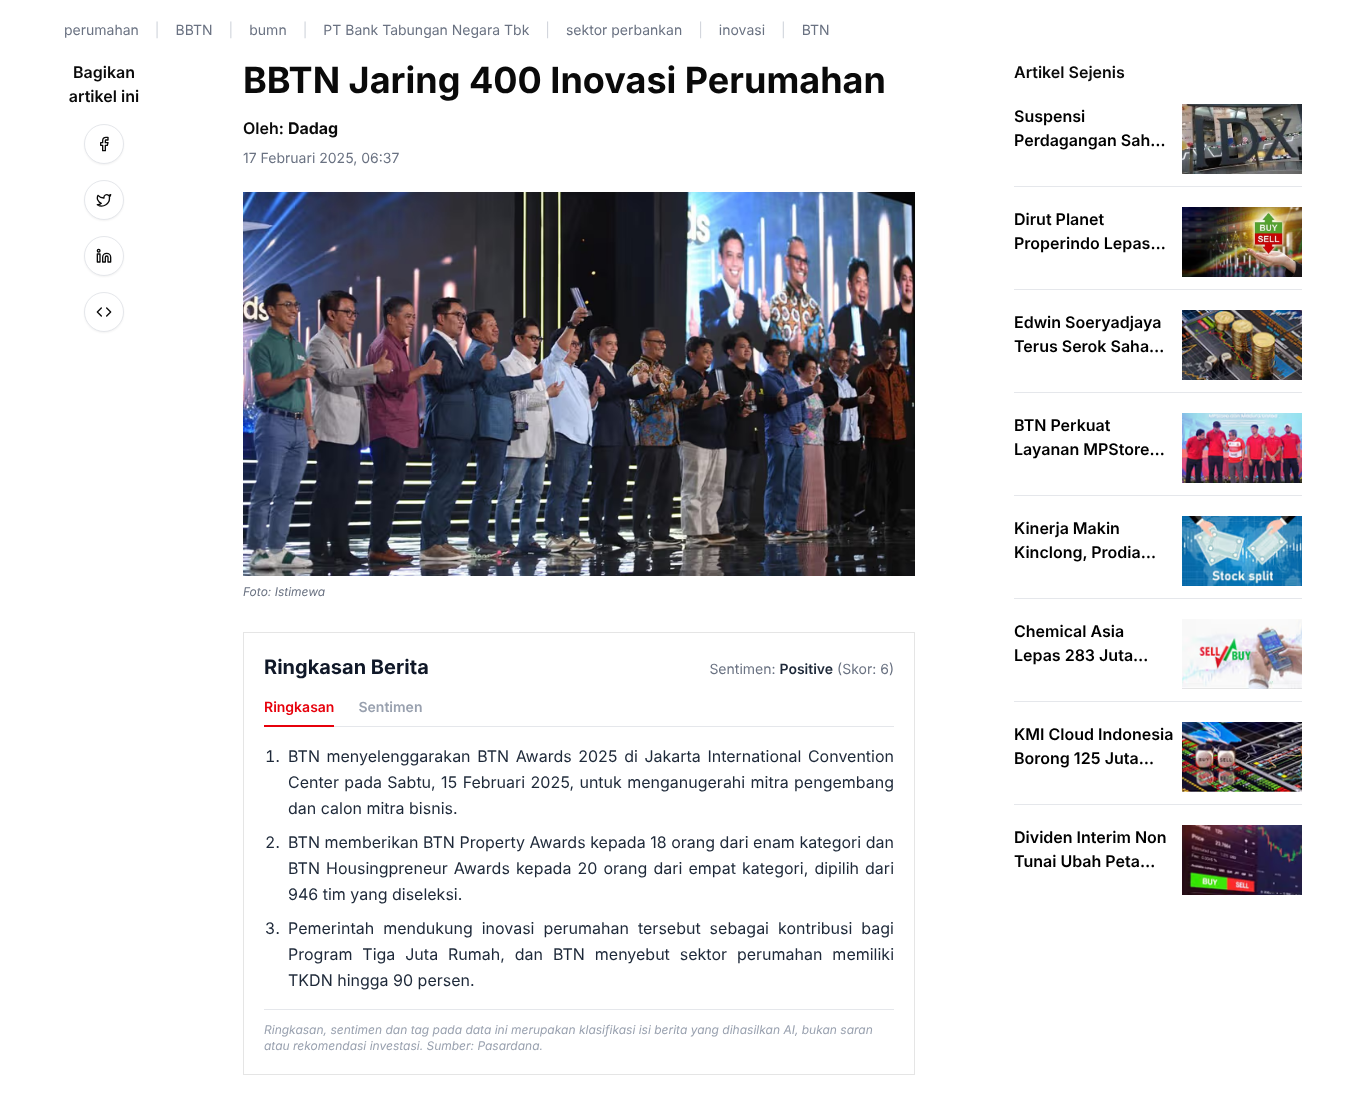 perumahan
BBTN
bumn
PT Bank Tabungan Negara Tbk
sektor perbankan
inovasi
BTN
Bagikan
artikel ini
BBTN Jaring 400 Inovasi Perumahan
Oleh: Dadag
17 Februari 2025, 06:37
ds
ds
Foto: Istimewa
Ringkasan Berita
Sentimen: Positive (Skor: 6)
Ringkasan
Sentimen
1. BTN menyelenggarakan BTN Awards 2025 di Jakarta International Convention
Center pada Sabtu, 15 Februari 2025, untuk menganugerahi mitra pengembang
dan calon mitra bisnis.
2. BTN memberikan BTN Property Awards kepada 18 orang dari enam kategori dan
BTN Housingpreneur Awards kepada 20 orang dari empat kategori, dipilih dari
946 tim yang diseleksi.
3. Pemerintah mendukung inovasi perumahan tersebut sebagai kontribusi bagi
Program Tiga Juta Rumah, dan BTN menyebut sektor perumahan memiliki
TKDN hingga 90 persen.
Ringkasan, sentimen dan tag pada data ini merupakan klasifikasi isi berita yang dihasilkan AI, bukan saran
atau rekomendasi investasi. Sumber: Pasardana.
Artikel Sejenis
Suspensi
Perdagangan Sah...
IDX
Dirut Planet
Properindo Lepas...
BUY
SELL
Edwin Soeryadjaya
Terus Serok Saha...
BTN Perkuat
Layanan MPStore...
Kinerja Makin
Kinclong, Prodia...
Stock split
Chemical Asia
Lepas 283 Juta...
SELL
BUY
KMI Cloud Indonesia
Borong 125 Juta...
BUY
SELL
Dividen Interim Non
Tunai Ubah Peta...
BUY
SELL